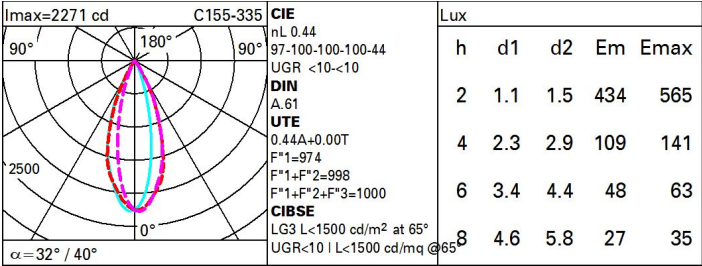 Imax=2271 cd C155-335
90° 180° 90°
2500
0°
α=32° / 40°
CIE
nL 0.44
97-100-100-100-44
UGR <10-<10
DIN
A.61
UTE
0.44A+0.00T
F"1=974
F"1+F"2=998
F"1+F"2+F"3=1000
CIBSE
LG3 L<1500 cd/m² at 65°
UGR<10 | L<1500 cd/mq @65°
Lux
h d1 d2 Em Emax
2 1.1 1.5 434 565
4 2.3 2.9 109 141
6 3.4 4.4 48 63
8 4.6 5.8 27 35